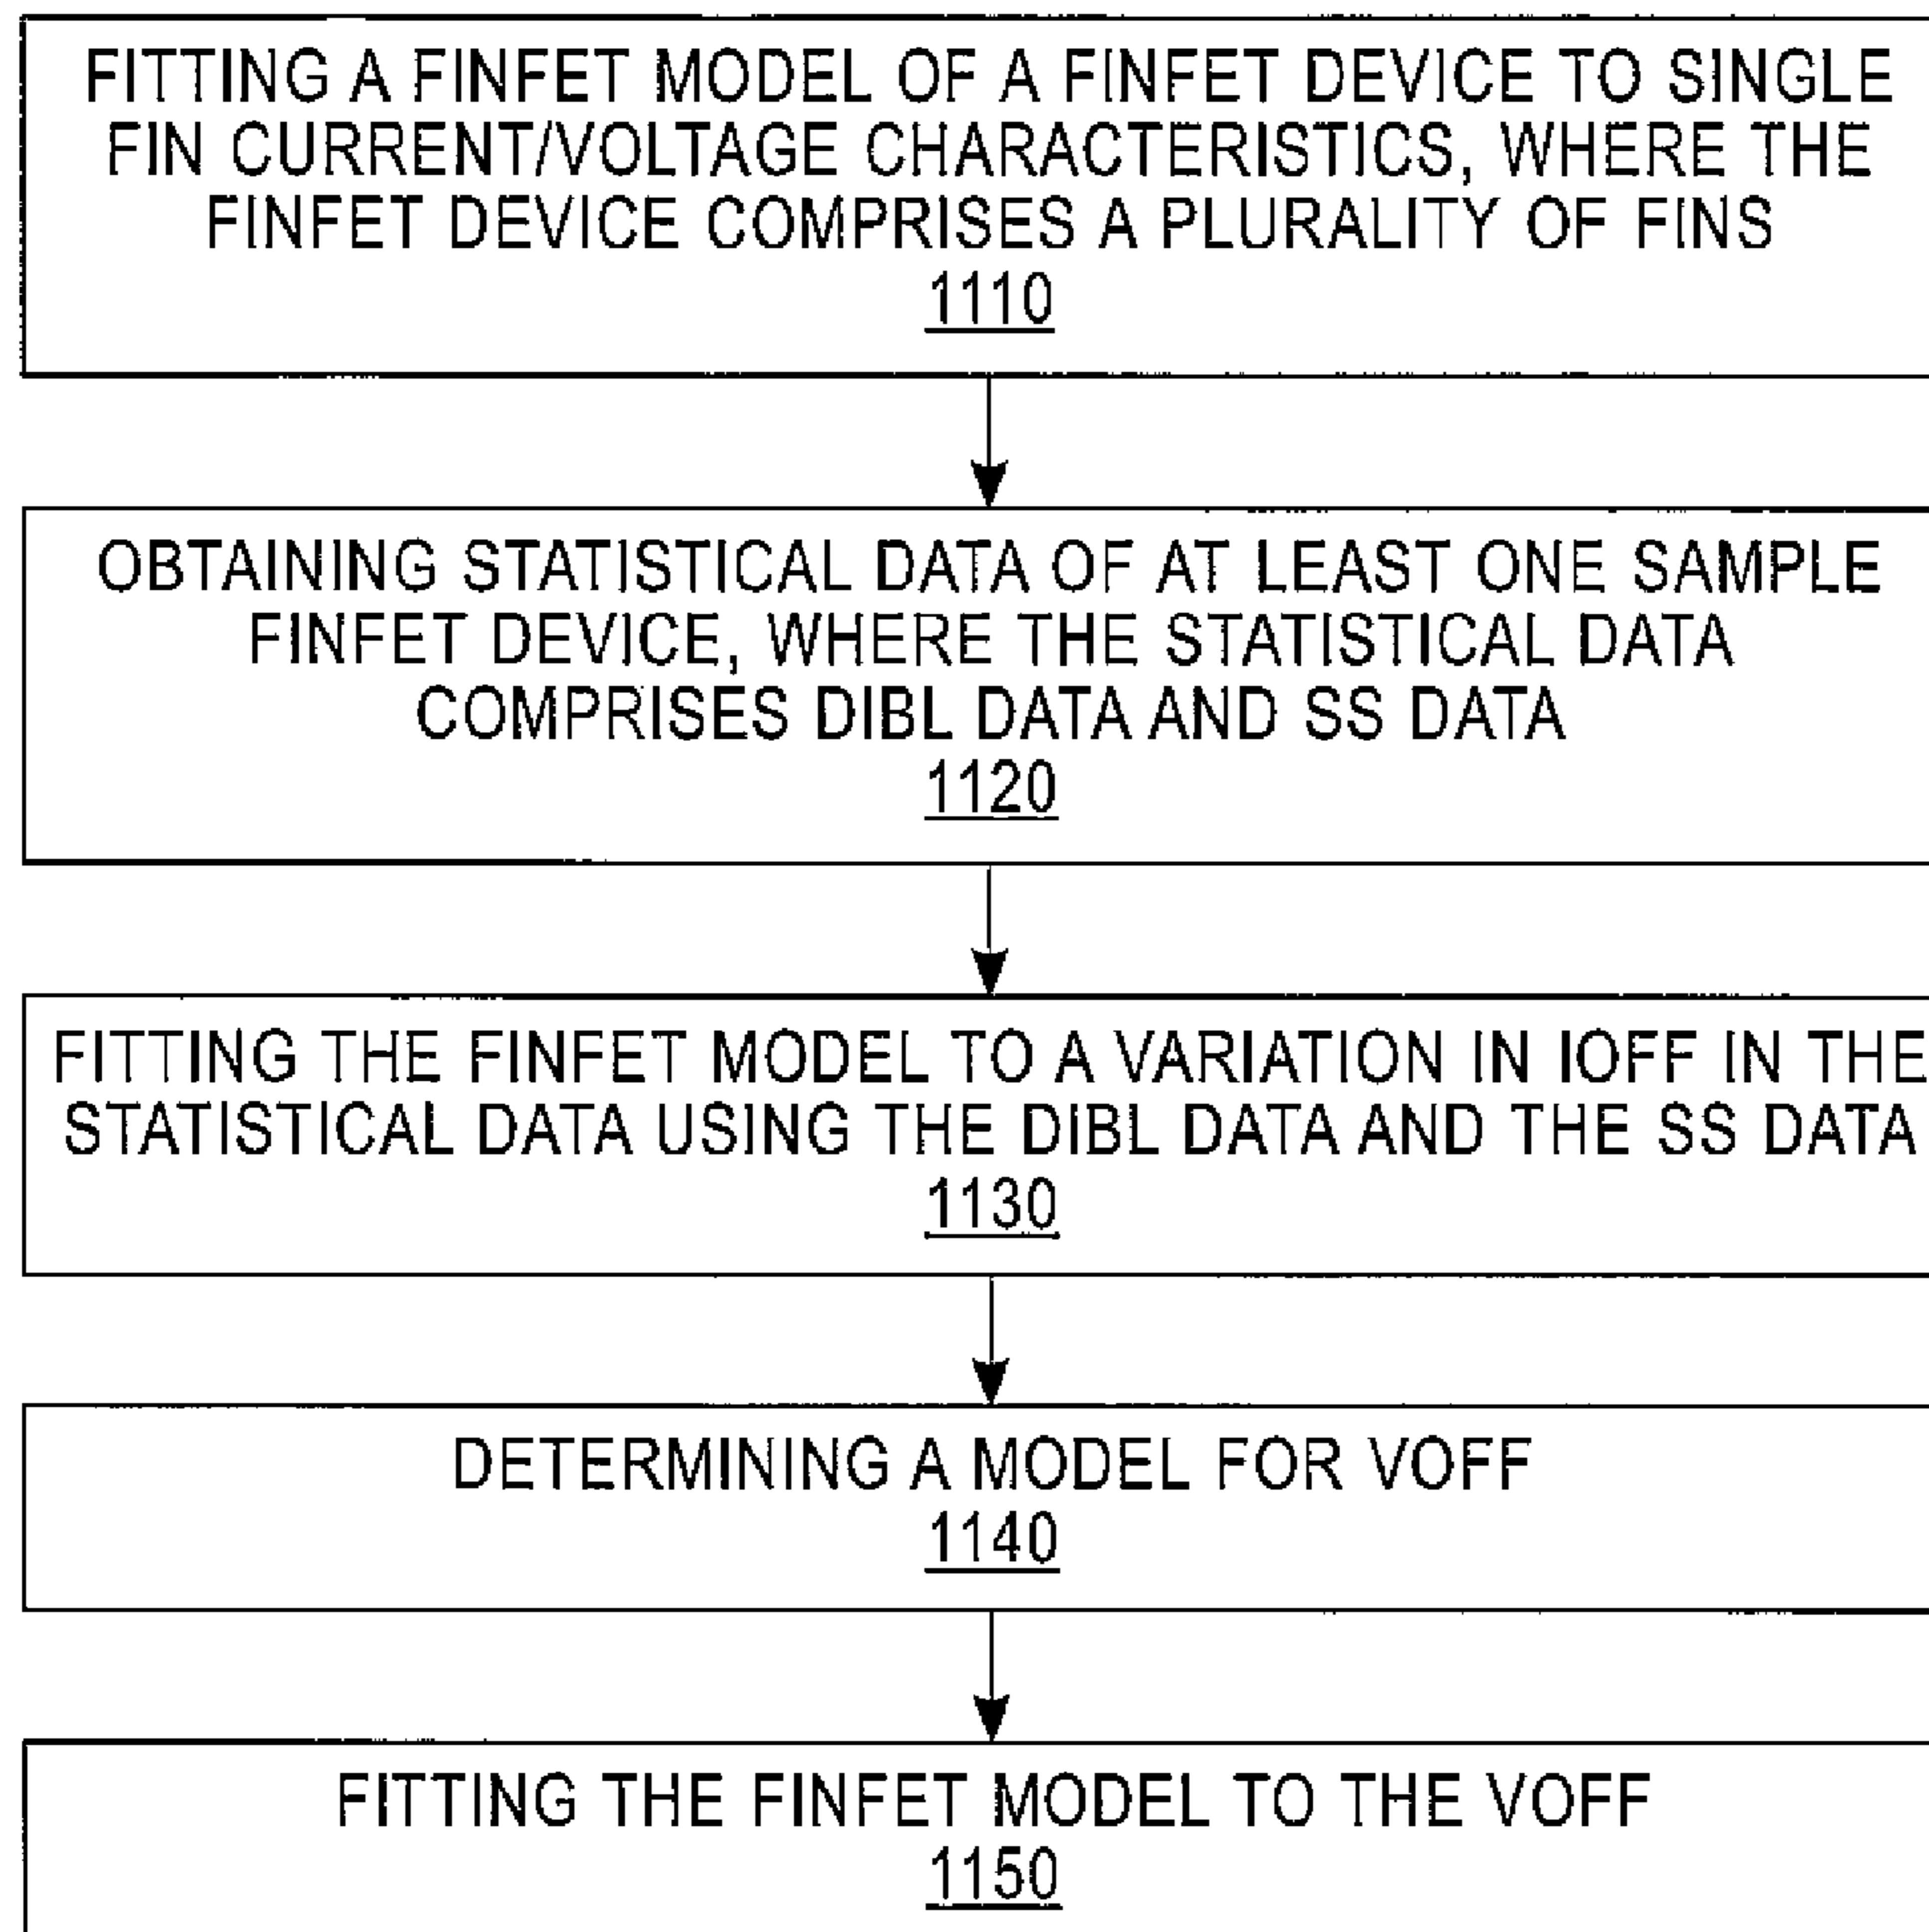 FITTING A FINFET MODEL OF A FINFET DEVICE TO SINGLE
FIN CURRENT/VOLTAGE CHARACTERISTICS, WHERE THE
FINFET DEVICE COMPRISES A PLURALITY OF FINS
1110
OBTAINING STATISTICAL DATA OF AT LEAST ONE SAMPLE
FINFET DEVICE, WHERE THE STATISTICAL DATA
COMPRISES DIBL DATA AND SS DATA
1120
FITTING THE FINFET MODEL TO A VARIATION IN IOFF IN THE
STATISTICAL DATA USING THE DIBL DATA AND THE SS DATA
1130
DETERMINING A MODEL FOR VOFF
1140
FITTING THE FINFET MODEL TO THE VOFF
1150